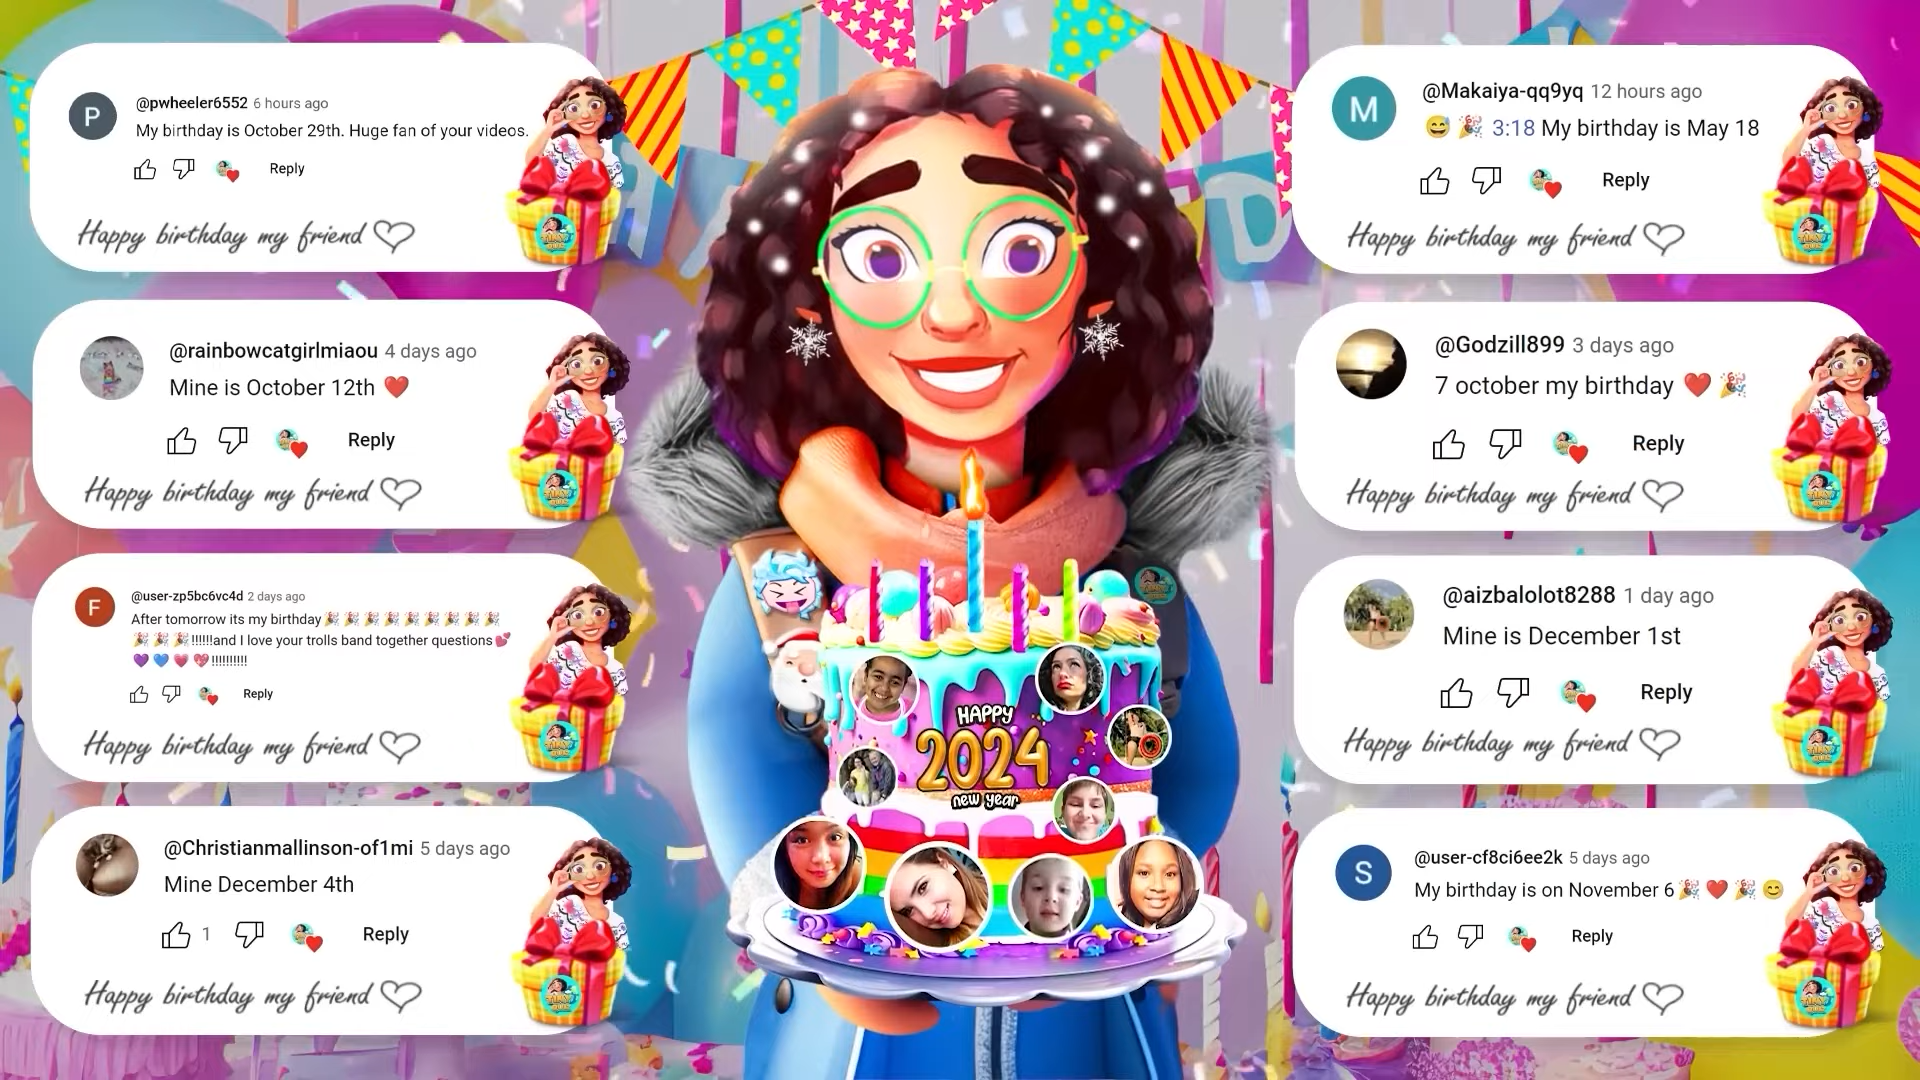 P
@pwheeler6552 6 hours ago
My birthday is October 29th. Huge fan of your videos.
Reply
Happy birthday my friend
@rainbowcatgirlmiaou 4 days ago
Mine is October 12th ❤️
Reply
Happy birthday my friend
F
@user-zp5bc6vc4d 2 days ago
After tomorrow its my birthday🎉🎉🎉🎉🎉🎉🎉🎉🎉
🎉🎉🎉!!!!!!and I love your trolls band together questions💕
💜💙💗💖!!!!!!!!!!
Reply
Happy birthday my friend
@Christianmallinson-of1mi 5 days ago
Mine December 4th
1
Reply
Happy birthday my friend
HAPPY
2024
new year
M
@Makaiya-qq9yq 12 hours ago
😅 🎉 3:18 My birthday is May 18
Reply
Happy birthday my friend
@Godzill899 3 days ago
7 october my birthday ❤️ 🎉
Reply
Happy birthday my friend
@aizbalolot8288 1 day ago
Mine is December 1st
Reply
Happy birthday my friend
S
@user-cf8ci6ee2k 5 days ago
My birthday is on November 6🎉 ❤️ 🎉 😊
Reply
Happy birthday my friend